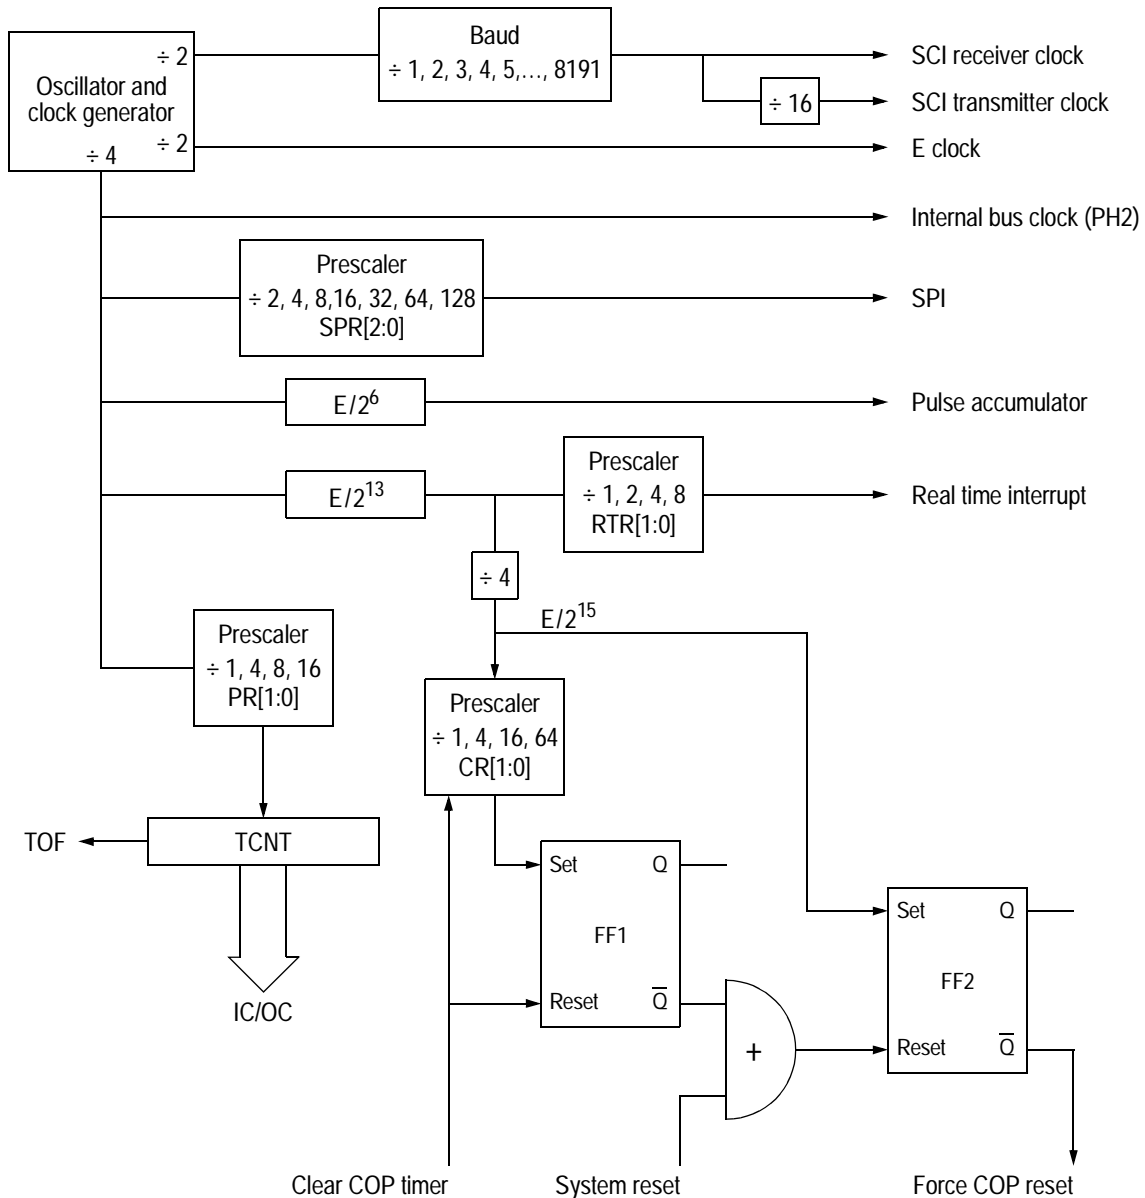 ÷ 2
Oscillator and
clock generator
÷ 2
÷ 4
Baud
÷ 1, 2, 3, 4, 5,..., 8191
÷ 16
SCI receiver clock
SCI transmitter clock
E clock
Internal bus clock (PH2)
Prescaler
÷ 2, 4, 8,16, 32, 64, 128
SPR[2:0]
SPI
E/2⁶
Pulse accumulator
E/2¹³
Prescaler
÷ 1, 2, 4, 8
RTR[1:0]
Real time interrupt
÷ 4
E/2¹⁵
Prescaler
÷ 1, 4, 8, 16
PR[1:0]
Prescaler
÷ 1, 4, 16, 64
CR[1:0]
TOF
TCNT
IC/OC
Set Q
FF1
Reset Q̅
+
Set Q
FF2
Reset Q̅
Clear COP timer
System reset
Force COP reset